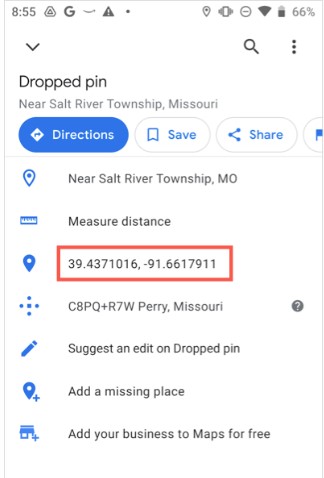 8:55 G 66%
Dropped pin
Near Salt River Township, Missouri
Directions Save Share
Near Salt River Township, MO
Measure distance
39.4371016, -91.6617911
C8PQ+R7W Perry, Missouri ?
Suggest an edit on Dropped pin
Add a missing place
Add your business to Maps for free